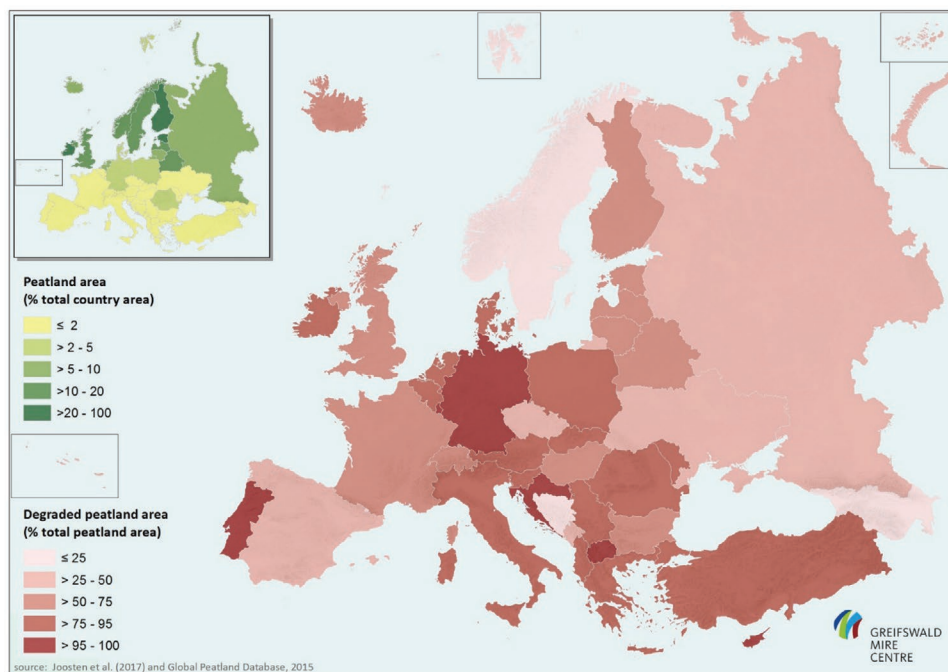 Peatland area
(% total country area)
≤ 2
> 2 - 5
> 5 - 10
>10 - 20
>20 - 100
Degraded peatland area
(% total peatland area)
≤ 25
> 25 - 50
> 50 - 75
> 75 - 95
> 95 - 100
GREIFSWALD
MIRE
CENTRE
source: Joosten et al. (2017) and Global Peatland Database, 2015